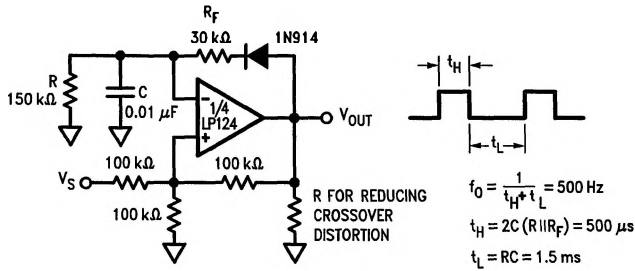 R_F
30 kΩ
1N914
R
150 kΩ
C
0.01 μF
−
1/4
LP124
+
V_OUT
100 kΩ
100 kΩ
V_S
100 kΩ
R FOR REDUCING
CROSSOVER
DISTORTION
t_H
t_L
f_0 = 1/(t_H + t_L) = 500 Hz
t_H = 2C (R||R_F) = 500 μs
t_L = RC = 1.5 ms